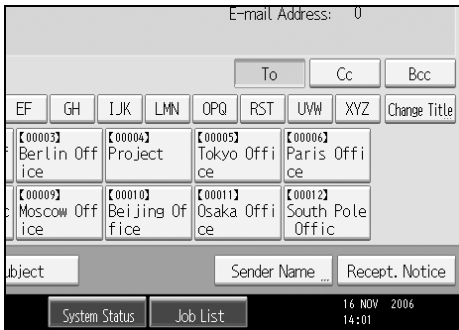 E-mail Address: 0
To Cc Bcc
EF GH IJK LMN OPQ RST UVW XYZ Change Title
【00003】 【00004】 【00005】 【00006】
Berlin Off Project Tokyo Offi Paris Offi
ice ce ce
【00009】 【00010】 【00011】 【00012】
Moscow Off Beijing Of Osaka Offi South Pole
ice fice ce Offic
ubject Sender Name ... Recept. Notice
System Status Job List 16 NOV 2006
14:01